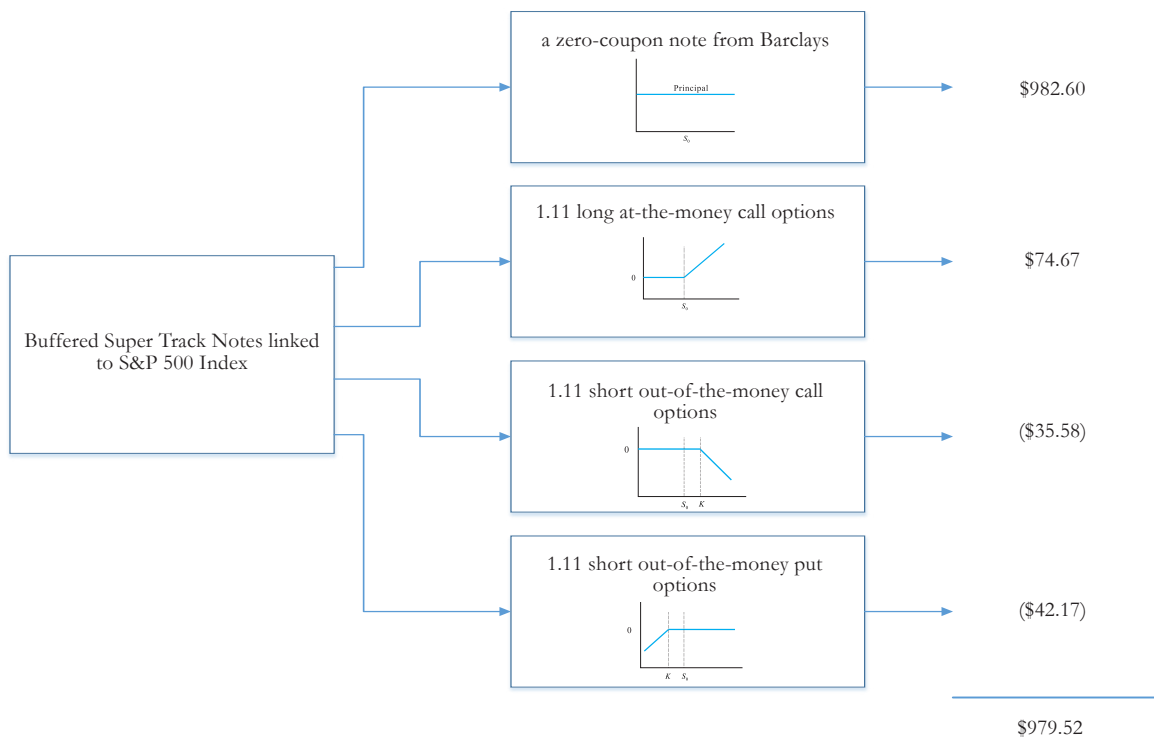 a zero-coupon note from Barclays
Principal
S0
$982.60
1.11 long at-the-money call options
0
S0
$74.67
Buffered Super Track Notes linked
to S&P 500 Index
1.11 short out-of-the-money call
options
0
S0 K
($35.58)
1.11 short out-of-the-money put
options
0
K S0
($42.17)
$979.52